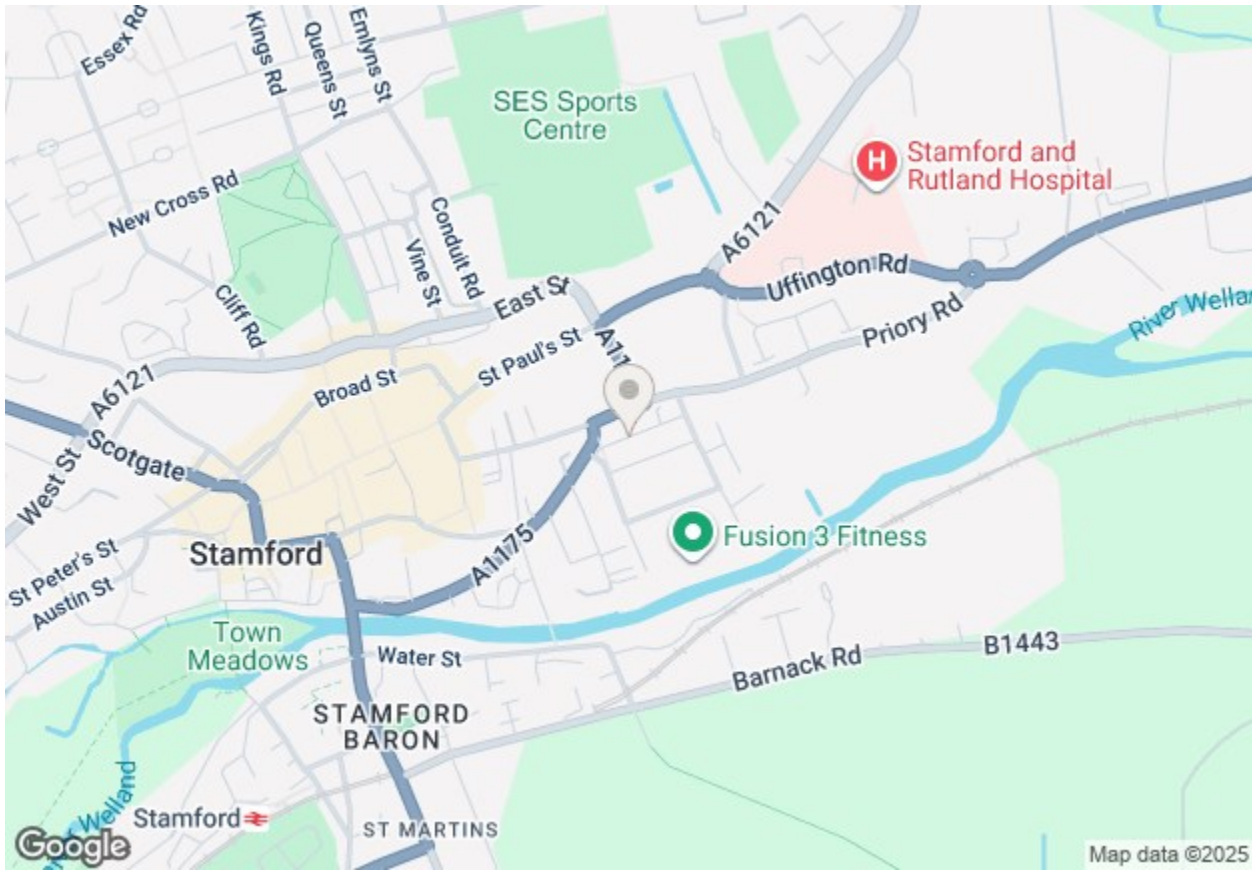 Essex Rd
Kings Rd
Queens St
Emlyns St
SES Sports
Centre
H
Stamford and
Rutland Hospital
New Cross Rd
Conduit Rd
Vine St
A6121
Uffington Rd
Cliff Rd
East St
Priory Rd
River Wellan
St Paul's St
A11
A6121
Broad St
Scotgate
West St
Fusion 3 Fitness
Stamford
A1175
St Peter's St
Austin St
Town
Meadows
Water St
Barnack Rd
B1443
STAMFORD
BARON
er Welland
Stamford
ST MARTINS
Google
Map data ©2025